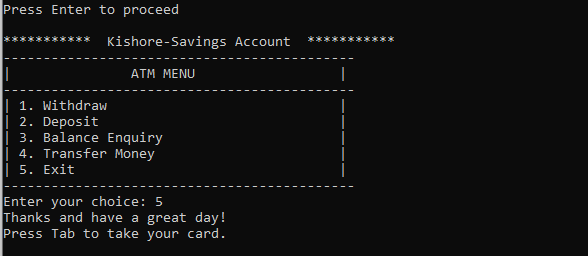 Press Enter to proceed
***********  Kishore-Savings Account  ***********
--------------------------------------------
|               ATM MENU                  |
--------------------------------------------
| 1. Withdraw                             |
| 2. Deposit                              |
| 3. Balance Enquiry                      |
| 4. Transfer Money                       |
| 5. Exit                                 |
--------------------------------------------
Enter your choice: 5
Thanks and have a great day!
Press Tab to take your card.